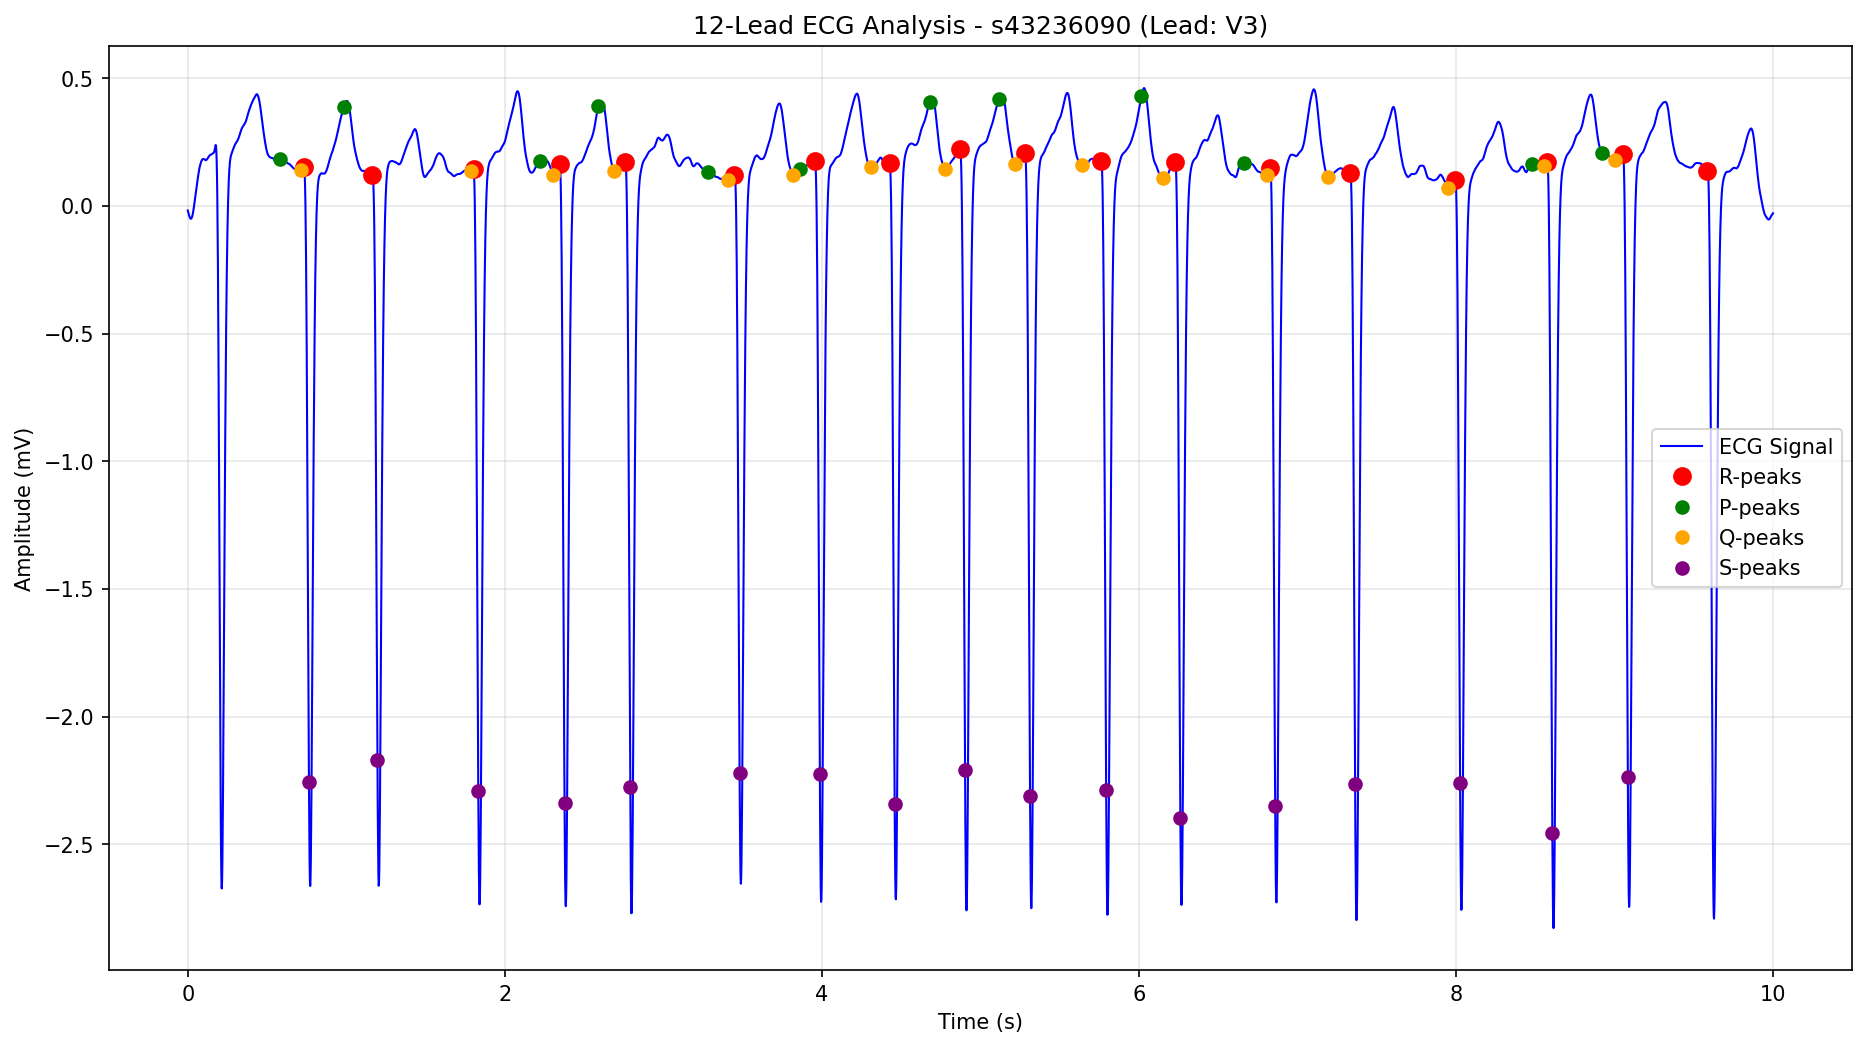 12-Lead ECG Analysis - s43236090 (Lead: V3)
0.5
0.0
−0.5
−1.0
−1.5
−2.0
−2.5
Amplitude (mV)
ECG Signal
R-peaks
P-peaks
Q-peaks
S-peaks
0 2 4 6 8 10
Time (s)